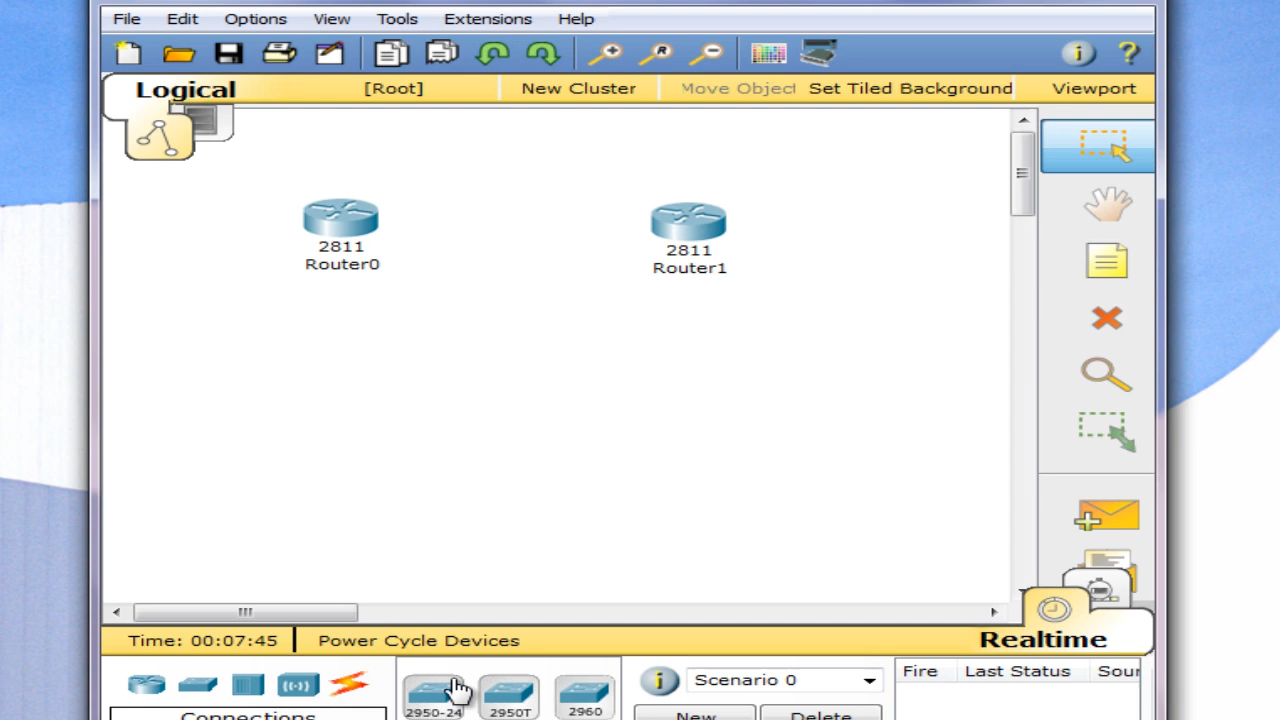 File Edit Options View Tools Extensions Help
R
i ?
Logical [Root] New Cluster Move Object Set Tiled Background Viewport
2811
Router0
2811
Router1
Time: 00:07:45 Power Cycle Devices
Realtime
Fire Last Status Sour
i Scenario 0
2950-24 2950T 2960
Connections New Delete